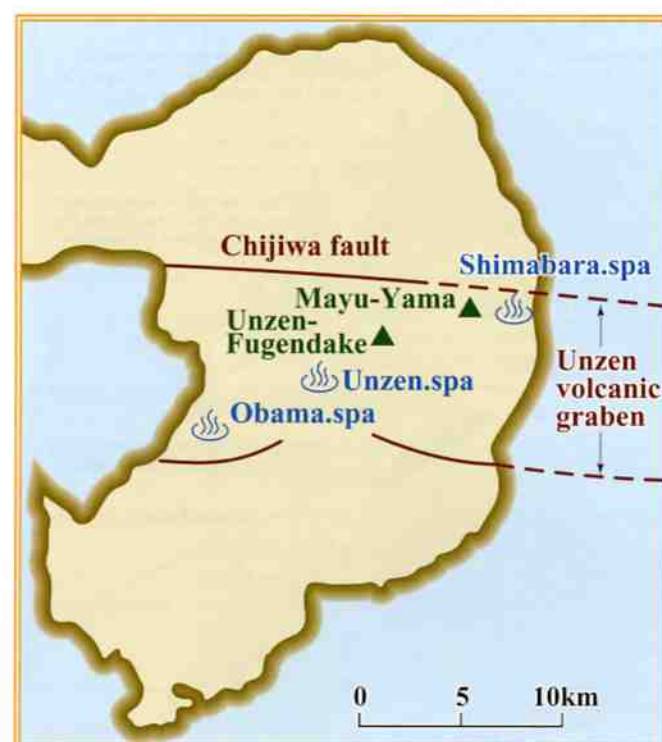 Chijiwa fault
Shimabara.spa
Mayu-Yama
Unzen-
Fugendake
Unzen.spa
Obama.spa
Unzen
volcanic
graben
0 5 10km